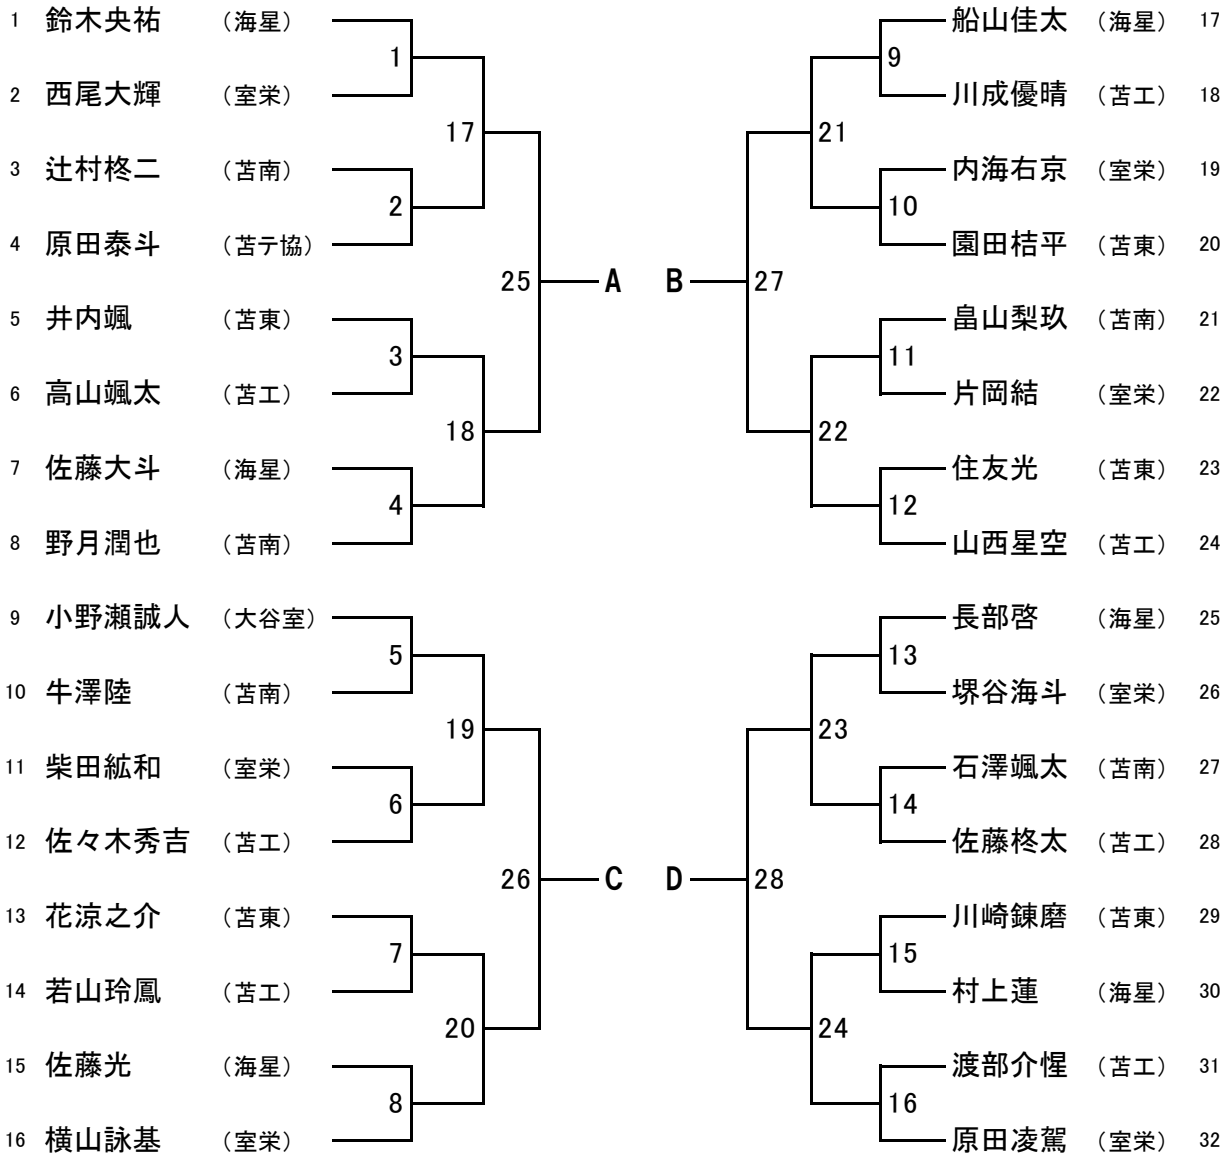 1 鈴木央祐 （海星）
1
2 西尾大輝 （室栄）
17
3 辻村柊二 （苫南）
2
4 原田泰斗 （苫テ協）
25 A
5 井内颯 （苫東）
3
6 高山颯太 （苫工）
18
7 佐藤大斗 （海星）
4
8 野月潤也 （苫南）
9 小野瀬誠人 （大谷室）
5
10 牛澤陸 （苫南）
19
11 柴田紘和 （室栄）
6
12 佐々木秀吉 （苫工）
26 C
13 花涼之介 （苫東）
7
14 若山玲鳳 （苫工）
20
15 佐藤光 （海星）
8
16 横山詠基 （室栄）
船山佳太 （海星） 17
9
川成優晴 （苫工） 18
21
内海右京 （室栄） 19
10
園田桔平 （苫東） 20
B 27
畠山梨玖 （苫南） 21
11
片岡結 （室栄） 22
22
住友光 （苫東） 23
12
山西星空 （苫工） 24
長部啓 （海星） 25
13
堺谷海斗 （室栄） 26
23
石澤颯太 （苫南） 27
14
佐藤柊太 （苫工） 28
D 28
川崎錬磨 （苫東） 29
15
村上蓮 （海星） 30
24
渡部介惺 （苫工） 31
16
原田凌駕 （室栄） 32